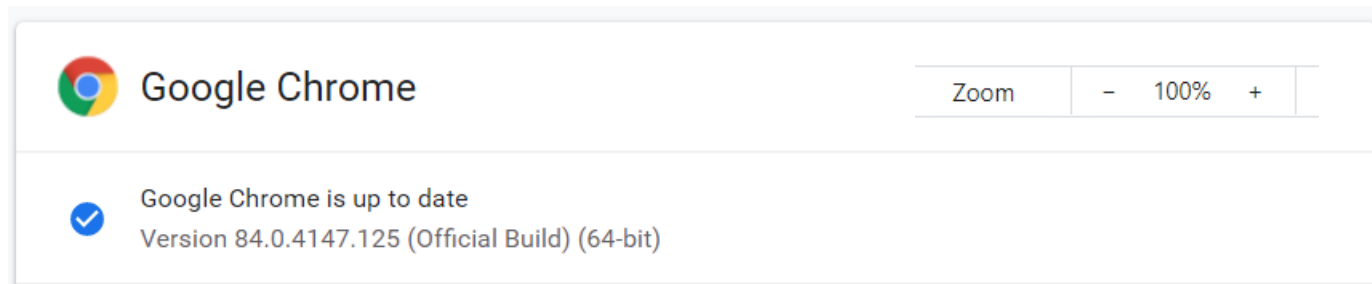 Google Chrome
Zoom - 100% +
Google Chrome is up to date
Version 84.0.4147.125 (Official Build) (64-bit)